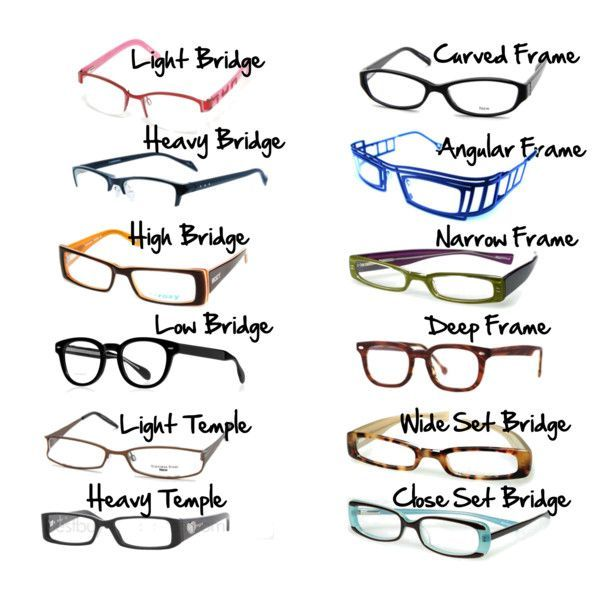 Light Bridge
Curved Frame
Heavy Bridge
Angular Frame
High Bridge
Narrow Frame
roxy
Low Bridge
Deep Frame
Light Temple
Wide Set Bridge
Heavy Temple
Close Set Bridge